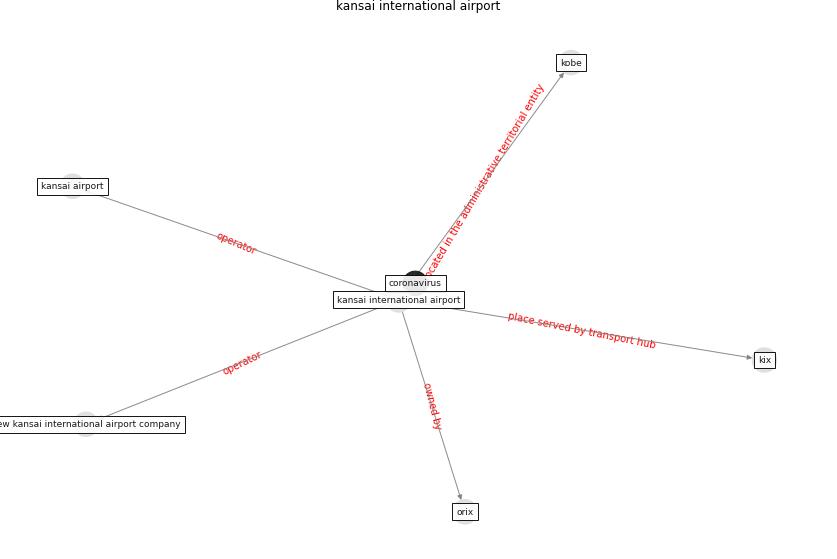 kansai international airport
kobe
located in the administrative territorial entity
kansai airport
operator
coronavirus
kansai international airport
place served by transport hub
kix
operator
owned by
ew kansai international airport company
orix